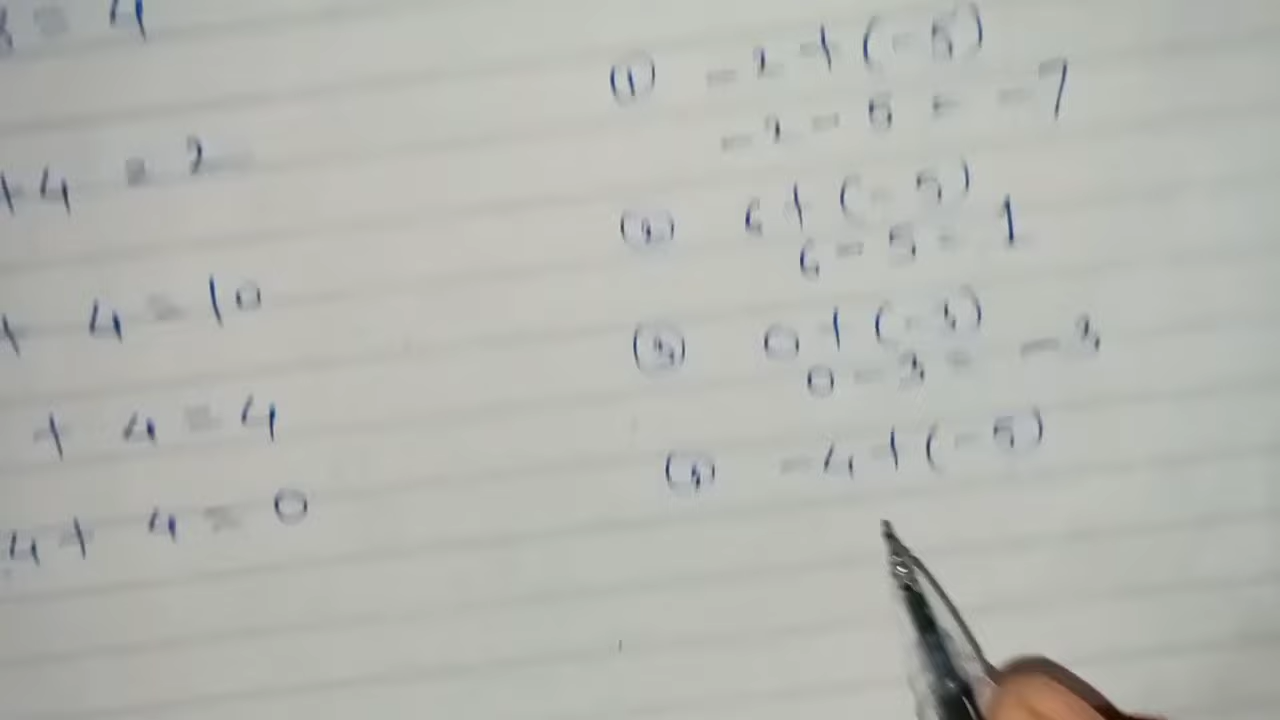 = 4
+ 4 = 2
+ 4 = 10
+ 4 = 4
4 + 4 = 0
(1) - 2 + (- 5)
- 2 - 5 = - 7
(2) 6 + (- 5)
6 - 5 = 1
(3) 0 + (- 3)
0 - 3 = - 3
(4) - 4 + (- 5)